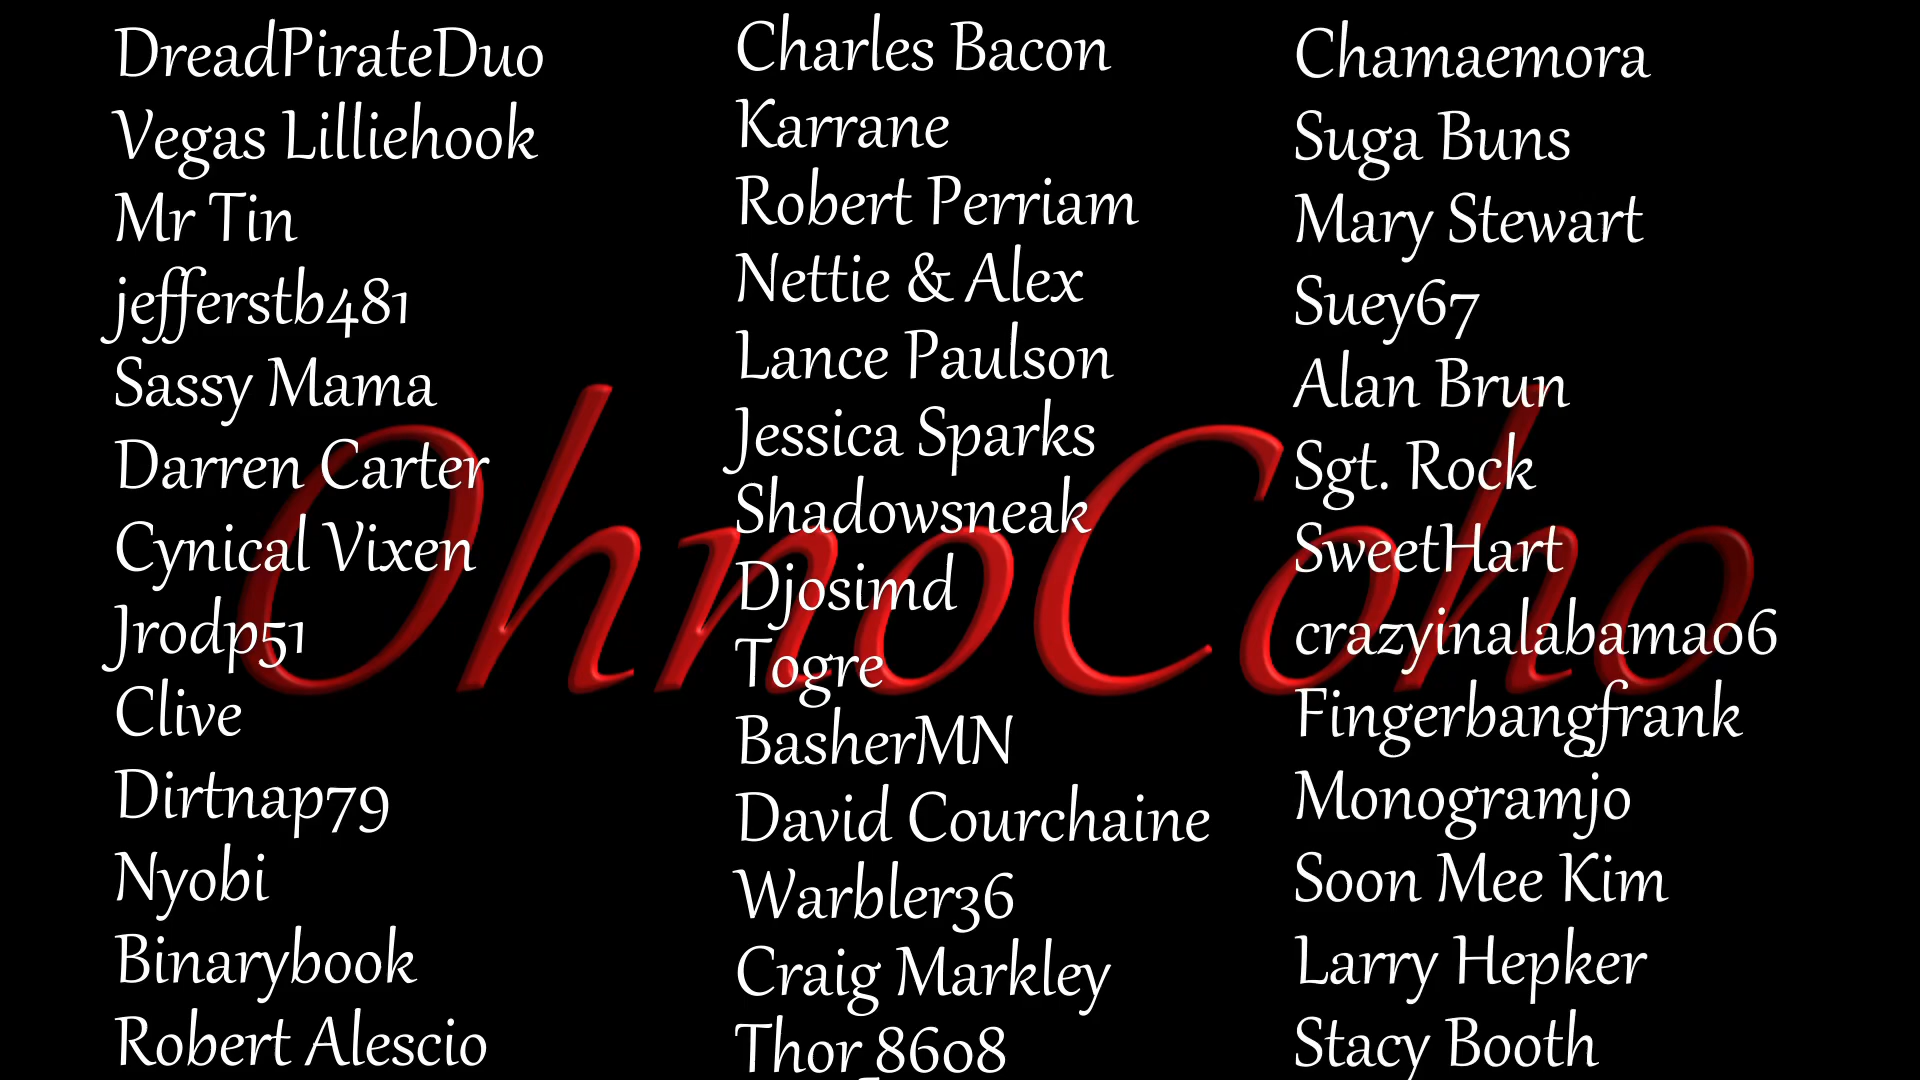 DreadPirateDuo
Vegas Lilliehook
Mr Tin
jefferstb481
Sassy Mama
Darren Carter
Cynical Vixen
Jrodp51
Clive
Dirtnap79
Nyobi
Binarybook
Robert Alescio
Charles Bacon
Karrane
Robert Perriam
Nettie & Alex
Lance Paulson
Jessica Sparks
Shadowsneak
Djosimd
Togre
BasherMN
David Courchaine
Warbler36
Craig Markley
Thor 8608
Chamaemora
Suga Buns
Mary Stewart
Suey67
Alan Brun
Sgt. Rock
SweetHart
crazyinalabama06
Fingerbangfrank
Monogramjo
Soon Mee Kim
Larry Hepker
Stacy Booth
OhnoCoho